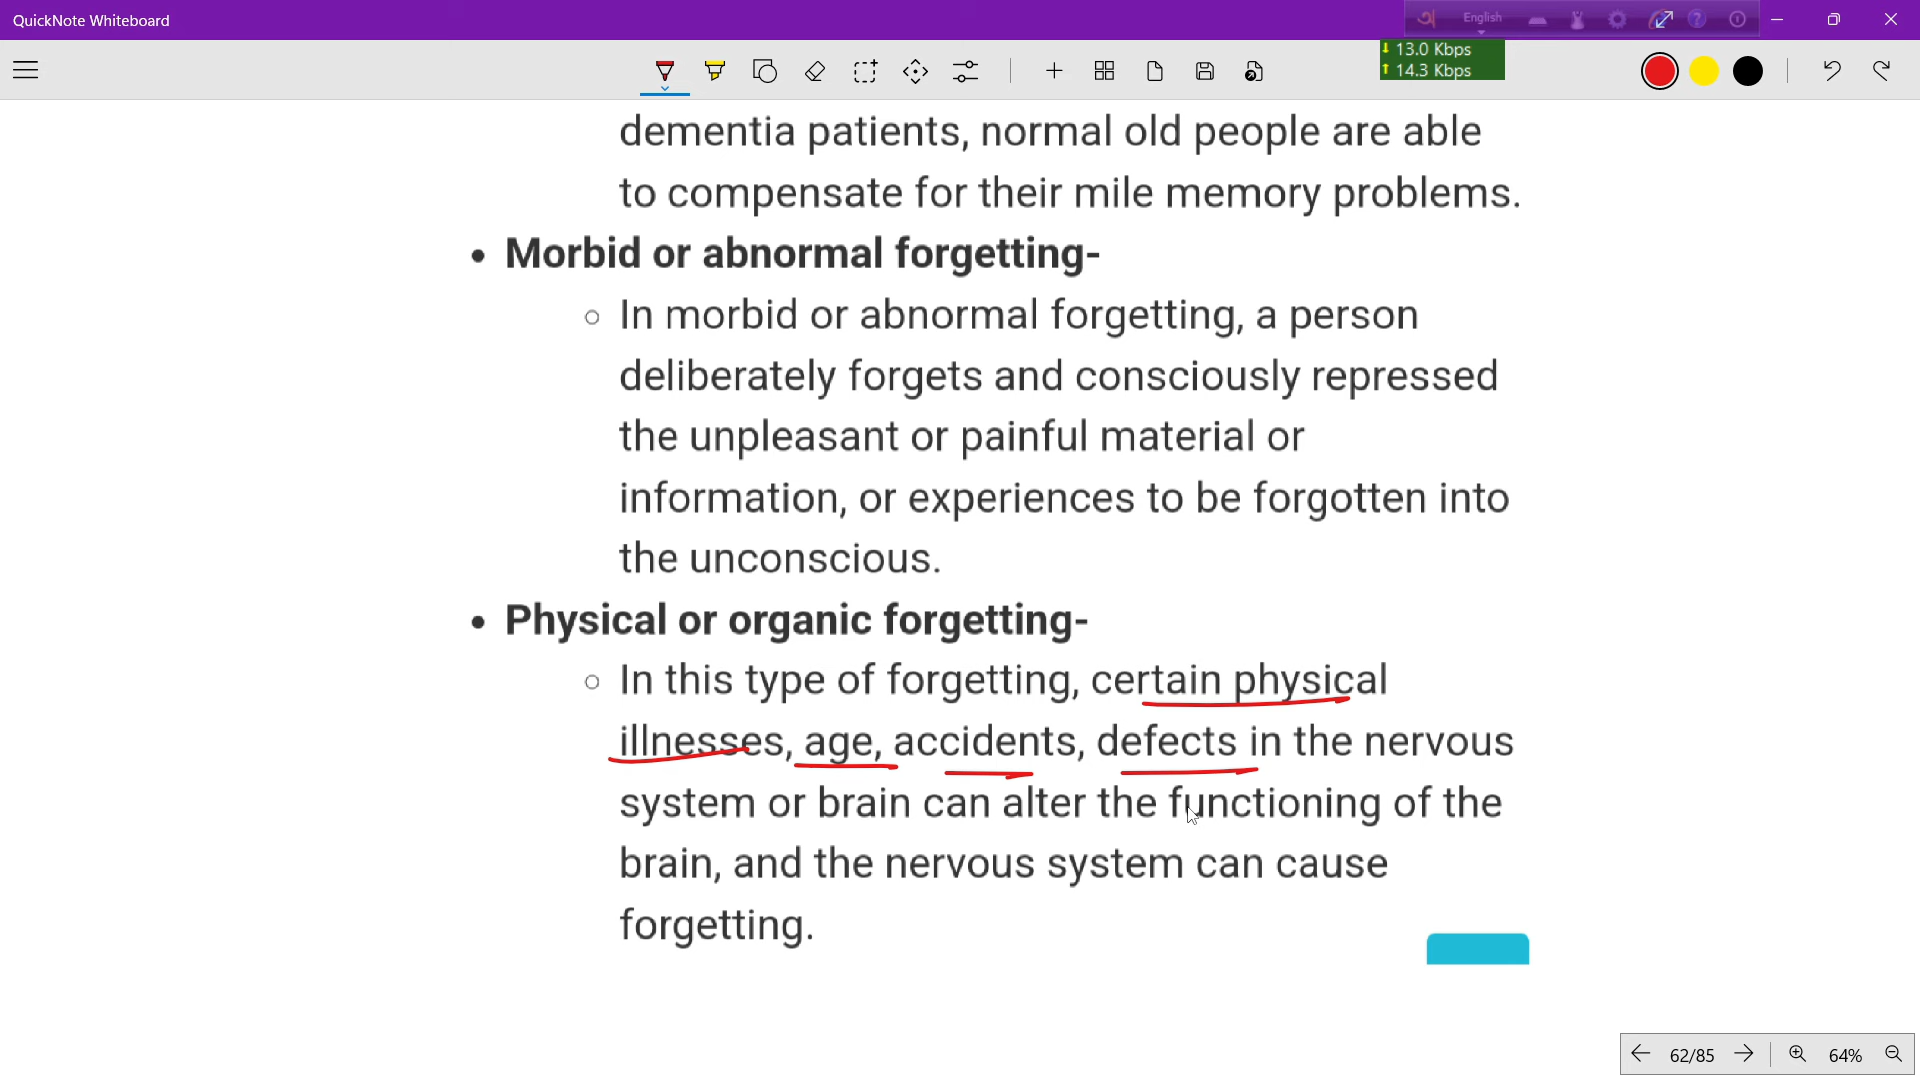 QuickNote Whiteboard
English
13.0 Kbps
14.3 Kbps
dementia patients, normal old people are able
to compensate for their mile memory problems.
• Morbid or abnormal forgetting-
○ In morbid or abnormal forgetting, a person
deliberately forgets and consciously repressed
the unpleasant or painful material or
information, or experiences to be forgotten into
the unconscious.
• Physical or organic forgetting-
○ In this type of forgetting, certain physical
illnesses, age, accidents, defects in the nervous
system or brain can alter the functioning of the
brain, and the nervous system can cause
forgetting.
62/85
64%